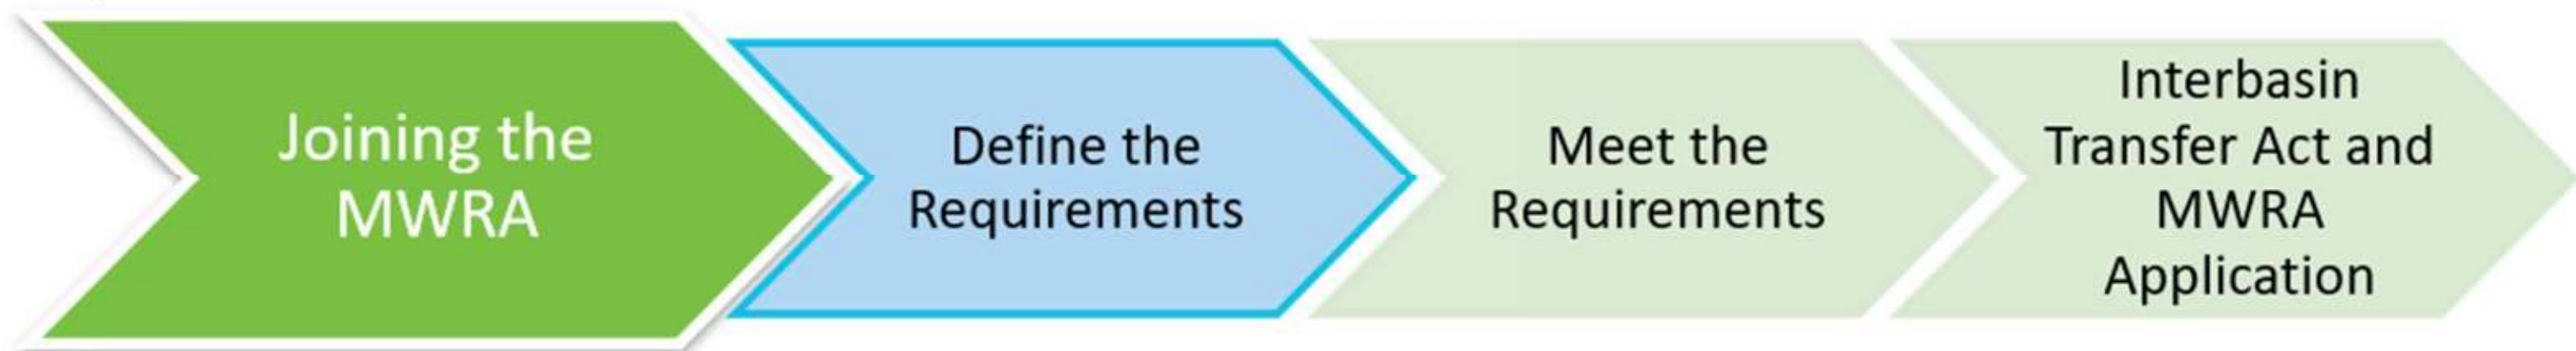 Joining the
MWRA
Define the
Requirements
Meet the
Requirements
Interbasin
Transfer Act and
MWRA
Application